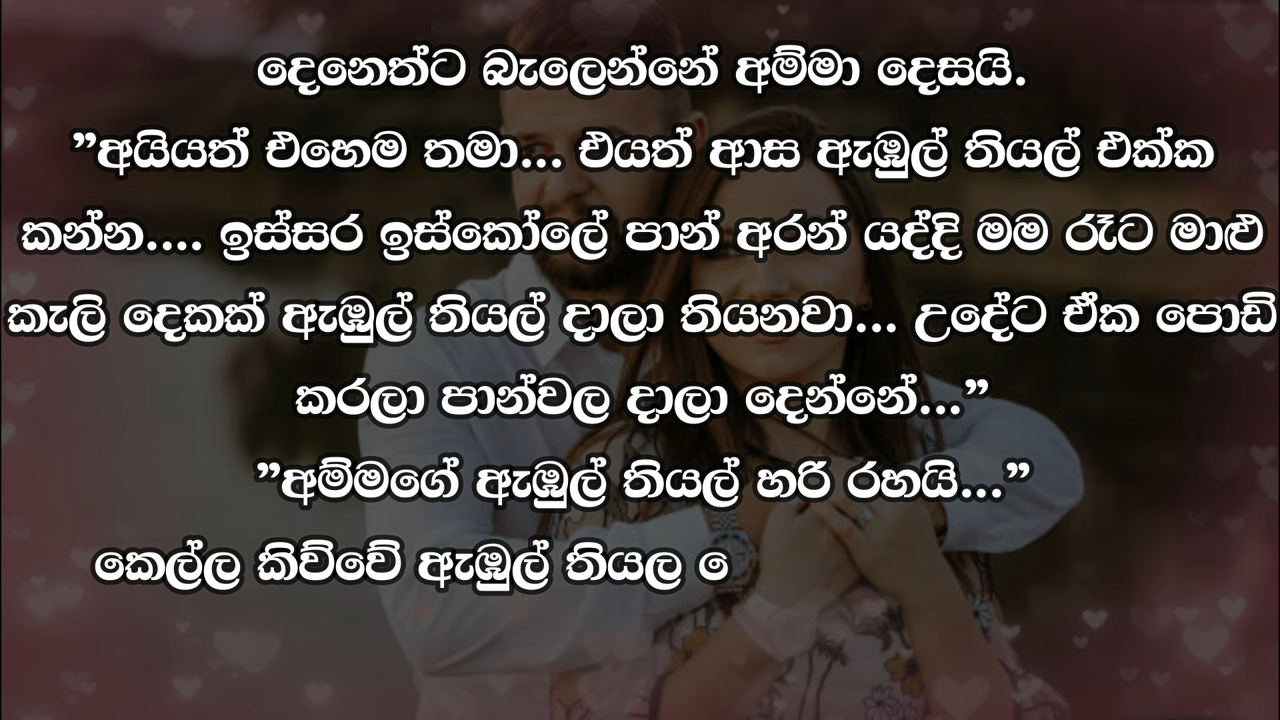 දෙනෙත්ට බැලෙන්නේ අම්මා දෙසයි.
”අයියත් එහෙම තමා... එයත් ආස ඇඹුල් තියල් එක්ක
කන්න.... ඉස්සර ඉස්කෝලේ පාන් අරන් යද්දි මම රෑට මාළු
කැලි දෙකක් ඇඹුල් තියල් දාලා තියනවා... උදේට ඒක පොඩි
කරලා පාන්වල දාලා දෙන්නේ...”
”අම්මගේ ඇඹුල් තියල් හරි රහයි...”
කෙල්ල කිව්වේ ඇඹුල් තියල ෙ